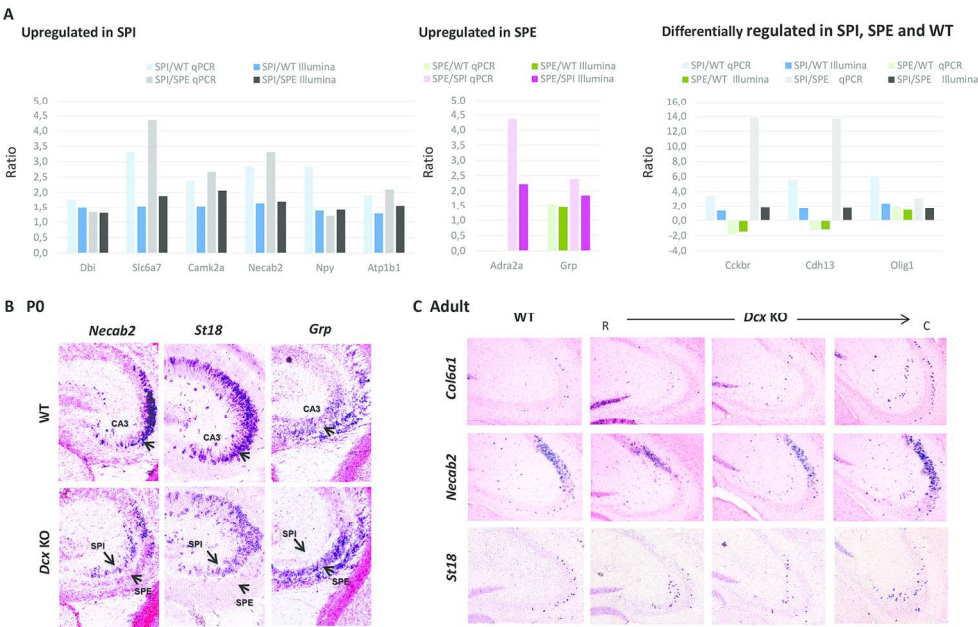 A
Upregulated in SPI
SPI/WT qPCR
SPI/WT Illumina
SPI/SPE qPCR
SPI/SPE Illumina
5,0
4,5
4,0
3,5
3,0
2,5
2,0
1,5
1,0
0,5
0,0
Ratio
Dbi
Slc6a7
Camk2a
Necab2
Npy
Atp1b1
Upregulated in SPE
SPE/WT qPCR
SPE/WT Illumina
SPE/SPI qPCR
SPE/SPI Illumina
5.0
4.5
4.0
3.5
3.0
2.5
2.0
1.5
1.0
0.5
0.0
Ratio
Adra2a
Grp
Differentially regulated in SPI, SPE and WT
SPI/WT qPCR
SPI/WT Illumina
SPE/WT qPCR
SPE/WT Illumina
SPI/SPE qPCR
SPI/SPE Illumina
16,0
14,0
12,0
10,0
8,0
6,0
4,0
2,0
0,0
-2,0
-4,0
Ratio
Cckbr
Cdh13
Olig1
B P0
Necab2
St18
Grp
WT
CA3
CA3
CA3
Dcx KO
SPI
SPE
SPI
SPE
SPI
SPE
C Adult
WT
R
Dcx KO
C
Col6a1
Necab2
St18